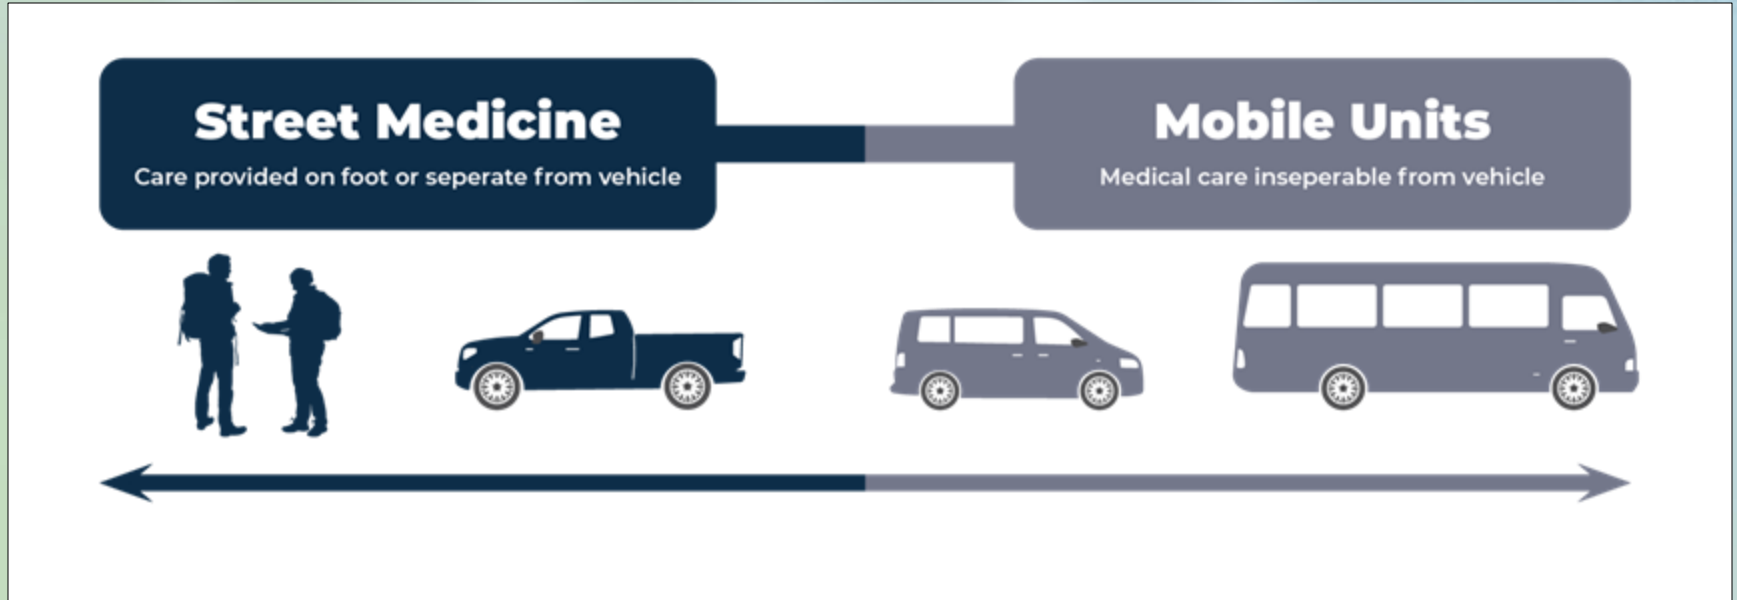 Street Medicine
Care provided on foot or seperate from vehicle
Mobile Units
Medical care inseperable from vehicle